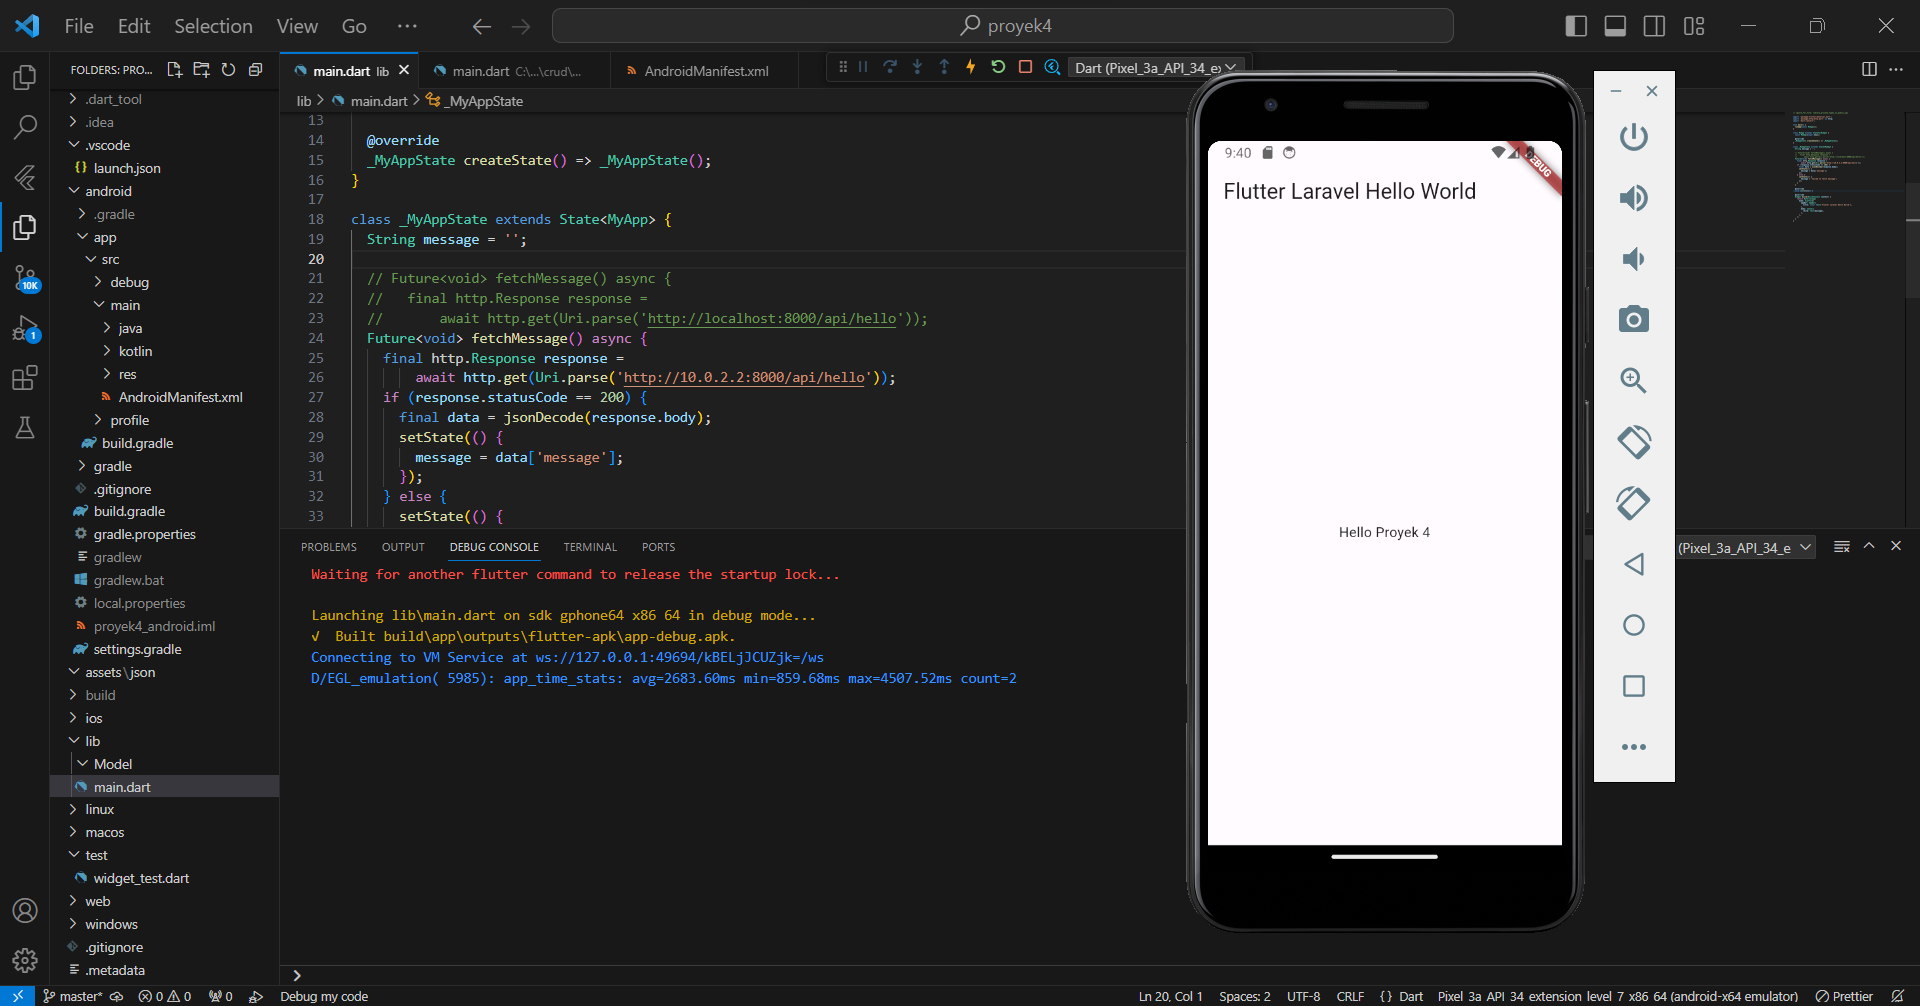 File Edit Selection View Go ··· proyek4
FOLDERS: PRO...
main.dart lib
main.dart C:\...\crud\...
AndroidManifest.xml
Dart (Pixel_3a_API_34_e
lib > main.dart > _MyAppState
.dart_tool
.idea
.vscode
launch.json
android
.gradle
app
src
debug
main
java
kotlin
res
AndroidManifest.xml
profile
build.gradle
gradle
.gitignore
build.gradle
gradle.properties
gradlew
gradlew.bat
local.properties
proyek4_android.iml
settings.gradle
assets\json
build
ios
lib
Model
main.dart
linux
macos
test
widget_test.dart
web
windows
.gitignore
.metadata
10K
1
13
14 @override
15 _MyAppState createState() => _MyAppState();
16 }
17
18 class _MyAppState extends State<MyApp> {
19 String message = '';
20
21 // Future<void> fetchMessage() async {
22 // final http.Response response =
23 // await http.get(Uri.parse('http://localhost:8000/api/hello'));
24 Future<void> fetchMessage() async {
25 final http.Response response =
26 await http.get(Uri.parse('http://10.0.2.2:8000/api/hello'));
27 if (response.statusCode == 200) {
28 final data = jsonDecode(response.body);
29 setState(() {
30 message = data['message'];
31 });
32 } else {
33 setState(() {
PROBLEMS OUTPUT DEBUG CONSOLE TERMINAL PORTS
(Pixel_3a_API_34_e
Waiting for another flutter command to release the startup lock...
Launching lib\main.dart on sdk gphone64 x86 64 in debug mode...
√ Built build\app\outputs\flutter-apk\app-debug.apk.
Connecting to VM Service at ws://127.0.0.1:49694/kBELjJCUZjk=/ws
D/EGL_emulation( 5985): app_time_stats: avg=2683.60ms min=859.68ms max=4507.52ms count=2
9:40
Flutter Laravel Hello World
Hello Proyek 4
master* 0 0 0 Debug my code Ln 20, Col 1 Spaces: 2 UTF-8 CRLF { } Dart Pixel 3a API 34 extension level 7 x86 64 (android-x64 emulator) Prettier